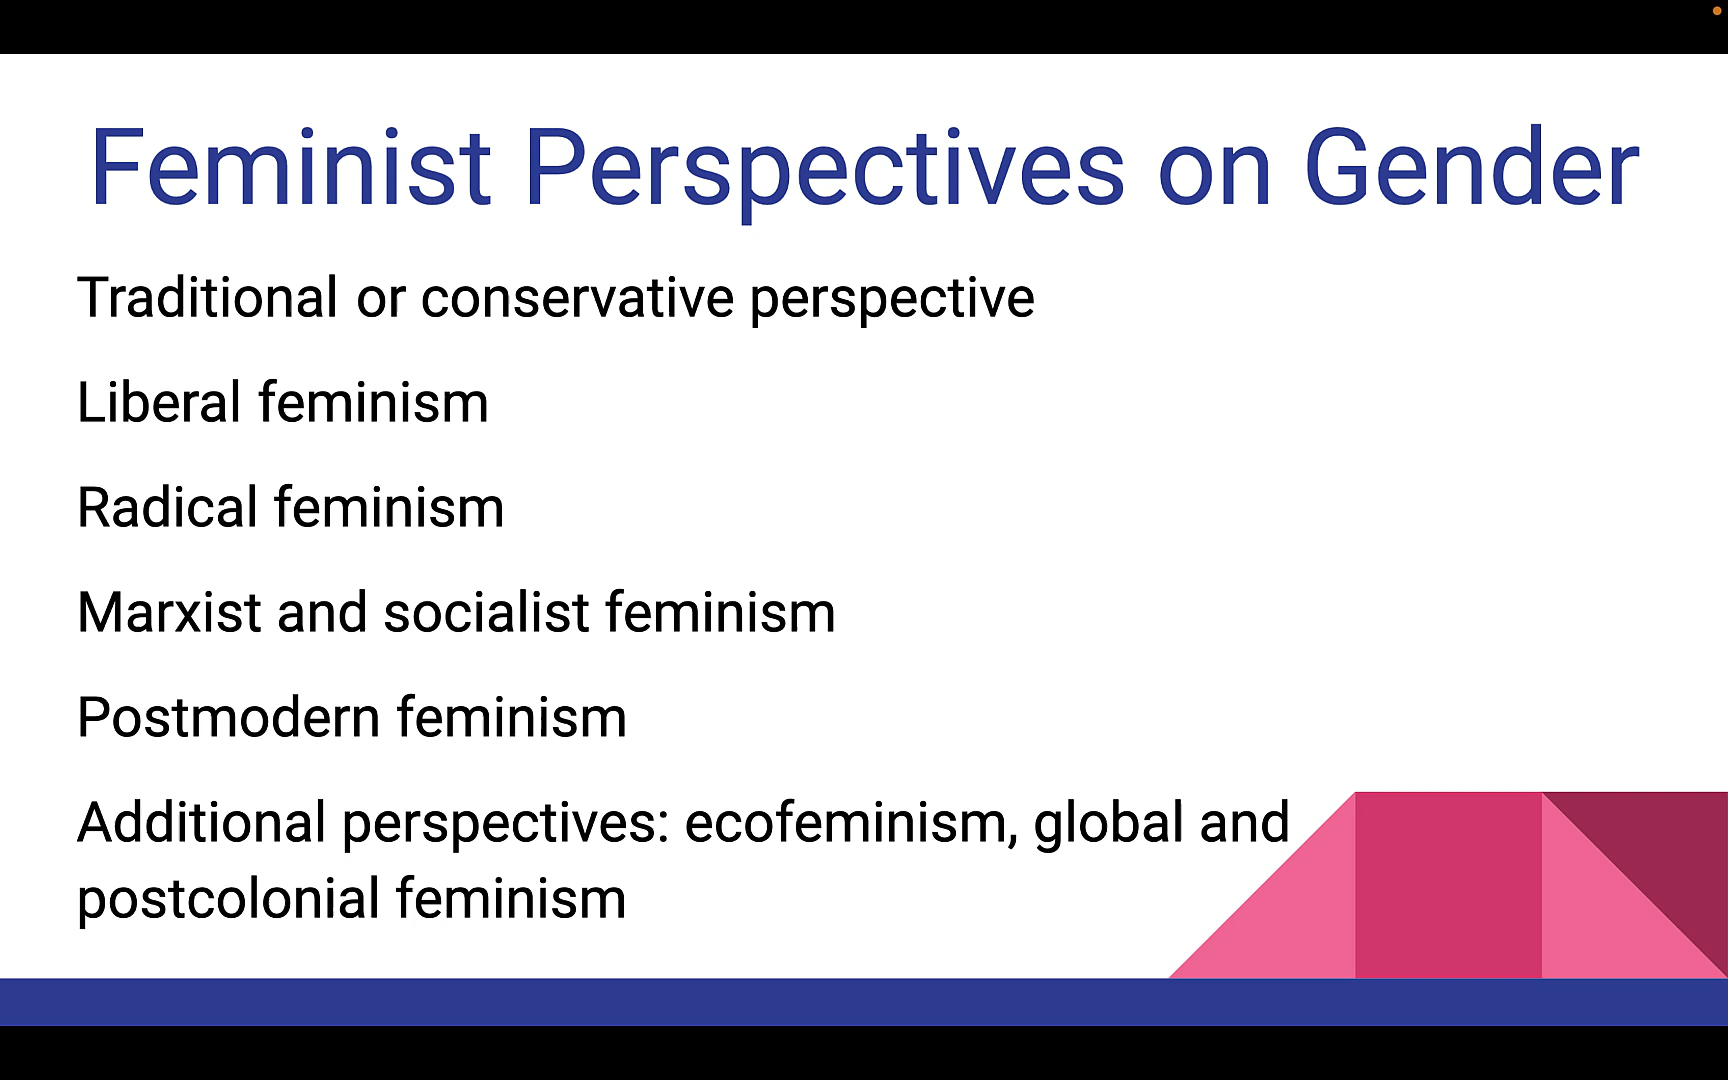 Feminist Perspectives on Gender
Traditional or conservative perspective
Liberal feminism
Radical feminism
Marxist and socialist feminism
Postmodern feminism
Additional perspectives: ecofeminism, global and
postcolonial feminism